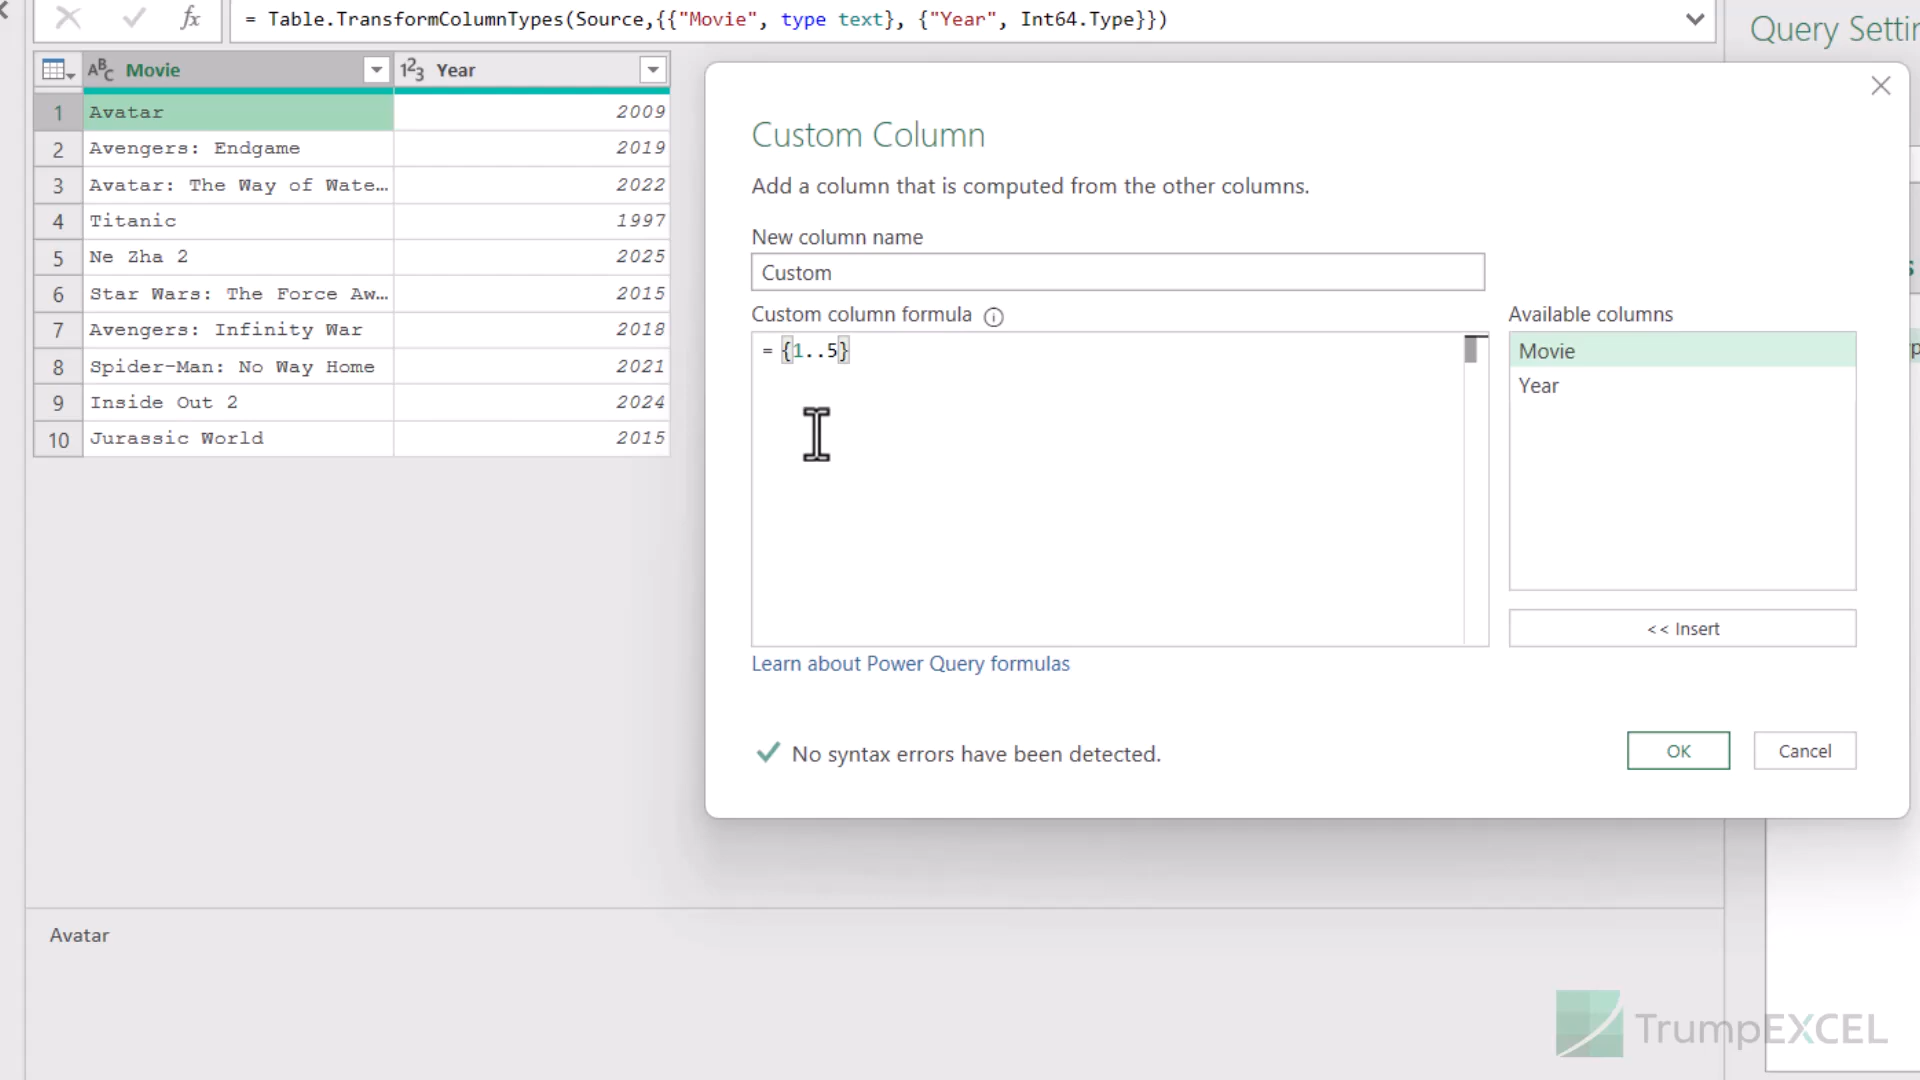 = Table.TransformColumnTypes(Source,{{"Movie", type text}, {"Year", Int64.Type}})
fx
ABC Movie
123 Year
1 Avatar 2009
2 Avengers: Endgame 2019
3 Avatar: The Way of Wate… 2022
4 Titanic 1997
5 Ne Zha 2 2025
6 Star Wars: The Force Aw… 2015
7 Avengers: Infinity War 2018
8 Spider-Man: No Way Home 2021
9 Inside Out 2 2024
10 Jurassic World 2015
Query
Custom Column
Add a column that is computed from the other columns.
New column name
Custom
Custom column formula
= {1..5}
Available columns
Movie
Year
<< Insert
Learn about Power Query formulas
No syntax errors have been detected.
OK
Cancel
Avatar
TrumpEXCEL